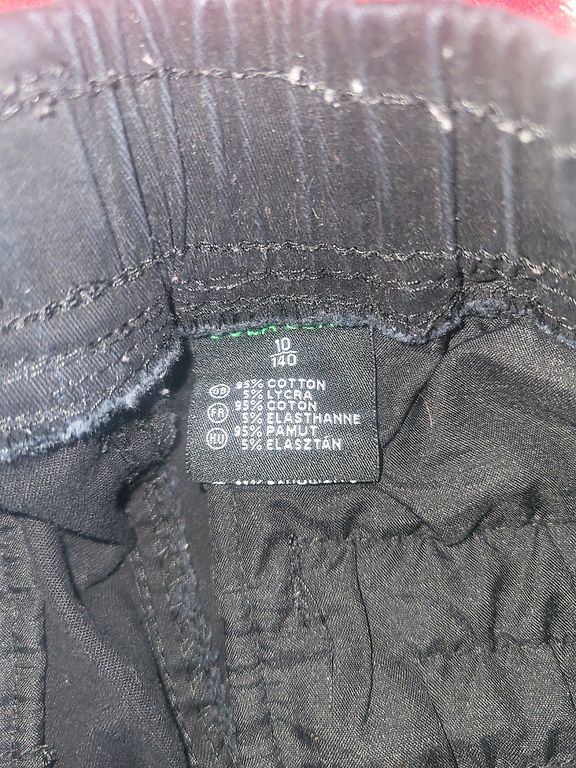 10
140
GB 95% COTTON
5% LYCRA
FR 95% COTON
5% ELASTHANNE
HU 95% PAMUT
5% ELASZTÁN